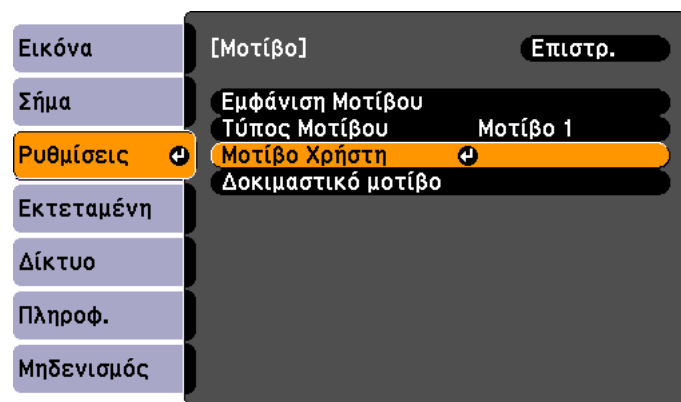 Εικόνα
Σήμα
Ρυθμίσεις
Εκτεταμένη
Δίκτυο
Πληροφ.
Μηδενισμός
[Μοτίβο] Επιστρ.
Εμφάνιση Μοτίβου
Τύπος Μοτίβου Μοτίβο 1
Μοτίβο Χρήστη
Δοκιμαστικό μοτίβο